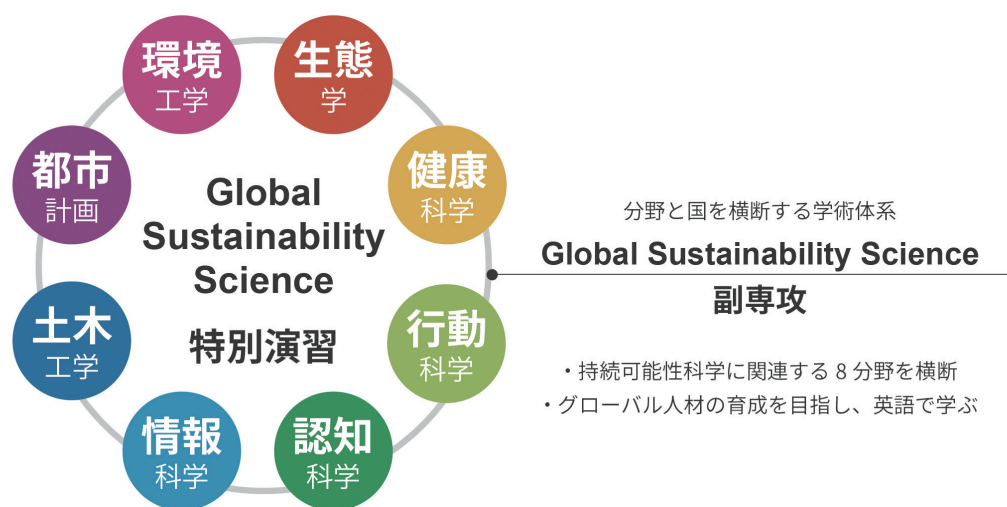 環境
工学
生態
学
健康
科学
行動
科学
認知
科学
情報
科学
土木
工学
都市
計画
Global
Sustainability
Science
特別演習
分野と国を横断する学術体系
Global Sustainability Science
副専攻
・持続可能性科学に関連する 8 分野を横断
・グローバル人材の育成を目指し、英語で学ぶ